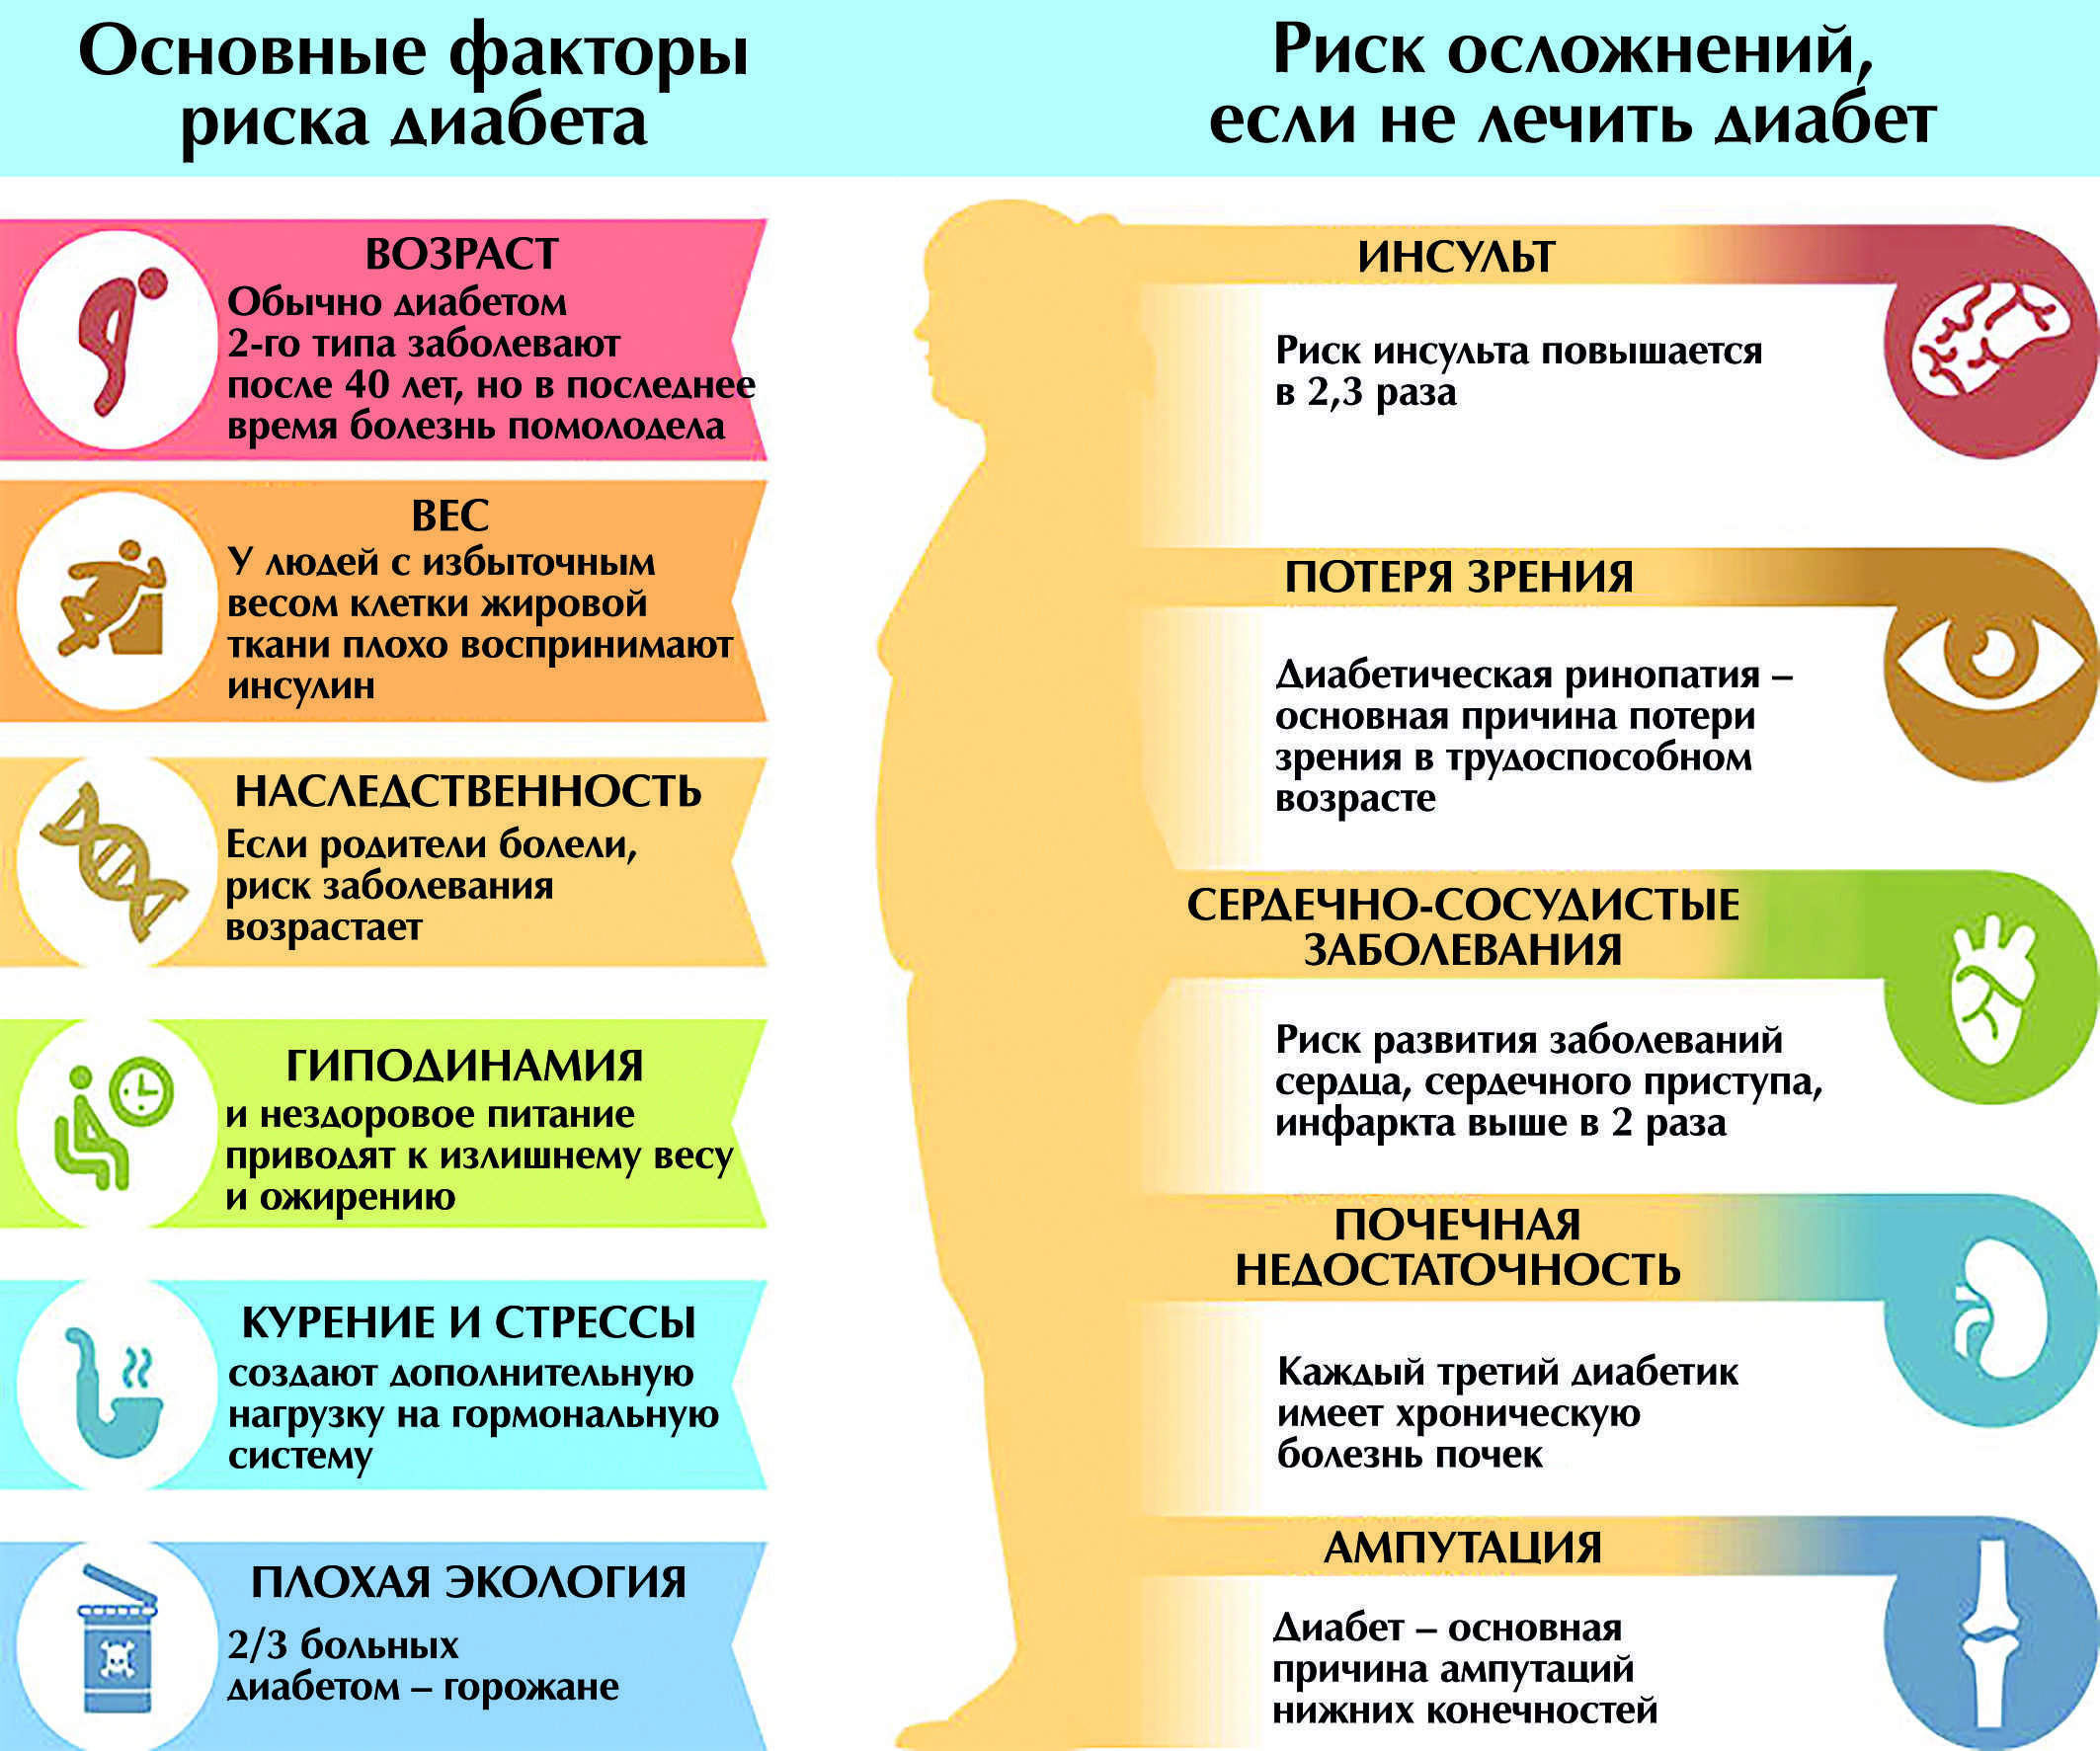 Основные факторы
риска диабета
ВОЗРАСТ
Обычно диабетом
2-го типа заболевают
после 40 лет, но в последнее
время болезнь помолодела
ВЕС
У людей с избыточным
весом клетки жировой
ткани плохо воспринимают
инсулин
НАСЛЕДСТВЕННОСТЬ
Если родители болели,
риск заболевания
возрастает
ГИПОДИНАМИЯ
и нездоровое питание
приводят к излишнему весу
и ожирению
КУРЕНИЕ И СТРЕССЫ
создают дополнительную
нагрузку на гормональную
систему
ПЛОХАЯ ЭКОЛОГИЯ
2/3 больных
диабетом – горожане
Риск осложнений,
если не лечить диабет
ИНСУЛЬТ
Риск инсульта повышается
в 2,3 раза
ПОТЕРЯ ЗРЕНИЯ
Диабетическая ринопатия –
основная причина потери
зрения в трудоспособном
возрасте
СЕРДЕЧНО-СОСУДИСТЫЕ
ЗАБОЛЕВАНИЯ
Риск развития заболеваний
сердца, сердечного приступа,
инфаркта выше в 2 раза
ПОЧЕЧНАЯ
НЕДОСТАТОЧНОСТЬ
Каждый третий диабетик
имеет хроническую
болезнь почек
АМПУТАЦИЯ
Диабет – основная
причина ампутаций
нижних конечностей